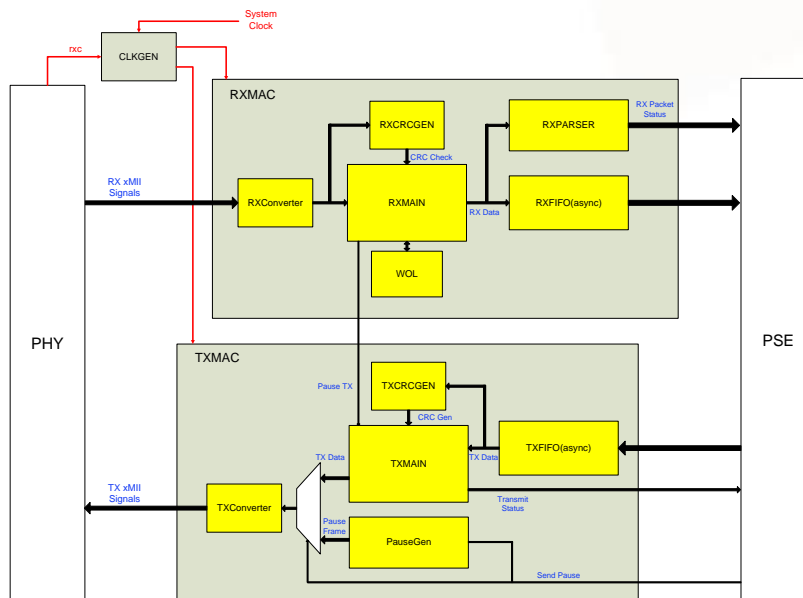 System
Clock
rxc
CLKGEN
RXMAC
RXCRCGEN
RXPARSER
RX Packet
Status
CRC Check
RX xMII
Signals
RXConverter
RXMAIN
RX Data
RXFIFO(async)
WOL
PHY
PSE
TXMAC
Pause TX
TXCRCGEN
CRC Gen
TX Data
TXMAIN
TX Data
TXFIFO(async)
TX xMII
Signals
TXConverter
Transmit
Status
Pause
Frame
PauseGen
Send Pause